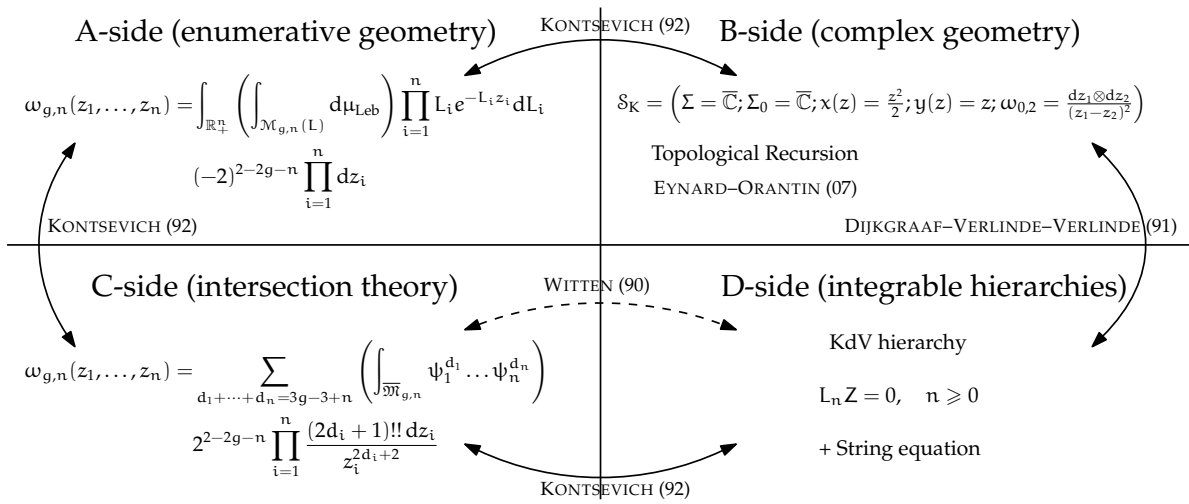 KONTSEVICH (92)
A-side (enumerative geometry)
B-side (complex geometry)
ω_{g,n}(z_1, …, z_n) = ∫_{ℝ_+^n} ( ∫_{ℳ_{g,n}(L)} dμ_{Leb} ) ∏_{i=1}^{n} L_i e^{−L_i z_i} dL_i
(−2)^{2−2g−n} ∏_{i=1}^{n} dz_i
𝒮_K = ( Σ = ℂ̅; Σ_0 = ℂ̅; x(z) = z^2/2; y(z) = z; ω_{0,2} = dz_1⊗dz_2/(z_1−z_2)^2 )
Topological Recursion
EYNARD–ORANTIN (07)
KONTSEVICH (92)
DIJKGRAAF–VERLINDE–VERLINDE (91)
C-side (intersection theory)
WITTEN (90)
D-side (integrable hierarchies)
ω_{g,n}(z_1, …, z_n) = ∑_{d_1+⋯+d_n=3g−3+n} ( ∫_{𝔐̅_{g,n}} ψ_1^{d_1} … ψ_n^{d_n} )
2^{2−2g−n} ∏_{i=1}^{n} (2d_i + 1)!! dz_i / z_i^{2d_i+2}
KdV hierarchy
L_n Z = 0, n ⩾ 0
+ String equation
KONTSEVICH (92)